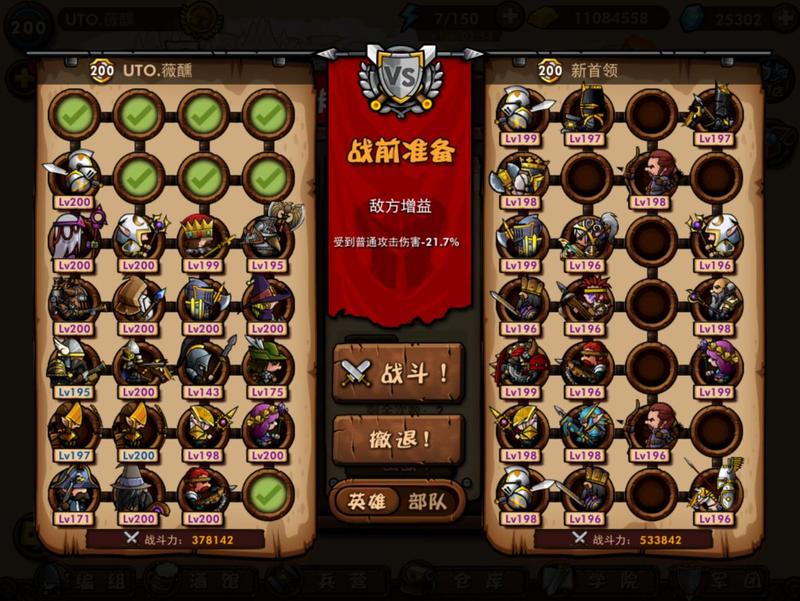 200 UTO.薇醺 7/150 11084558 25302
200 UTO.薇醺
VS
200 新首领
战前准备
敌方增益
受到普通攻击伤害-21.7%
战斗！
撤退！
英雄 部队
Lv200
Lv200 Lv200 Lv199 Lv195
Lv200 Lv200 Lv200 Lv200
Lv195 Lv200 Lv143 Lv175
Lv197 Lv200 Lv198 Lv200
Lv171 Lv200 Lv200
战斗力: 378142
Lv199 Lv197 Lv197
Lv198 Lv198
Lv199 Lv196 Lv196
Lv196 Lv196 Lv198
Lv199 Lv196 Lv199
Lv198 Lv198 Lv196
Lv198 Lv196 Lv196
战斗力: 533842
编组 酒馆 兵营 仓库 学院 军团